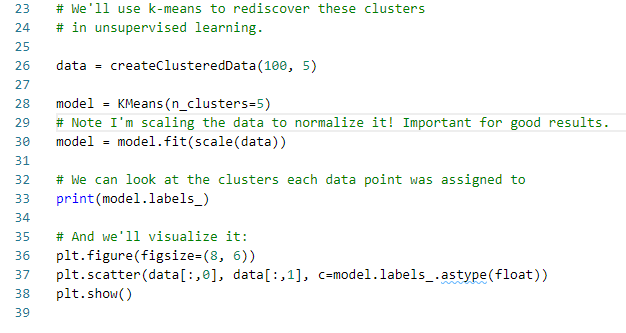 23 # We'll use k-means to rediscover these clusters
24 # in unsupervised learning.
25
26 data = createClusteredData(100, 5)
27
28 model = KMeans(n_clusters=5)
29 # Note I'm scaling the data to normalize it! Important for good results.
30 model = model.fit(scale(data))
31
32 # We can look at the clusters each data point was assigned to
33 print(model.labels_)
34
35 # And we'll visualize it:
36 plt.figure(figsize=(8, 6))
37 plt.scatter(data[:,0], data[:,1], c=model.labels_.astype(float))
38 plt.show()
39